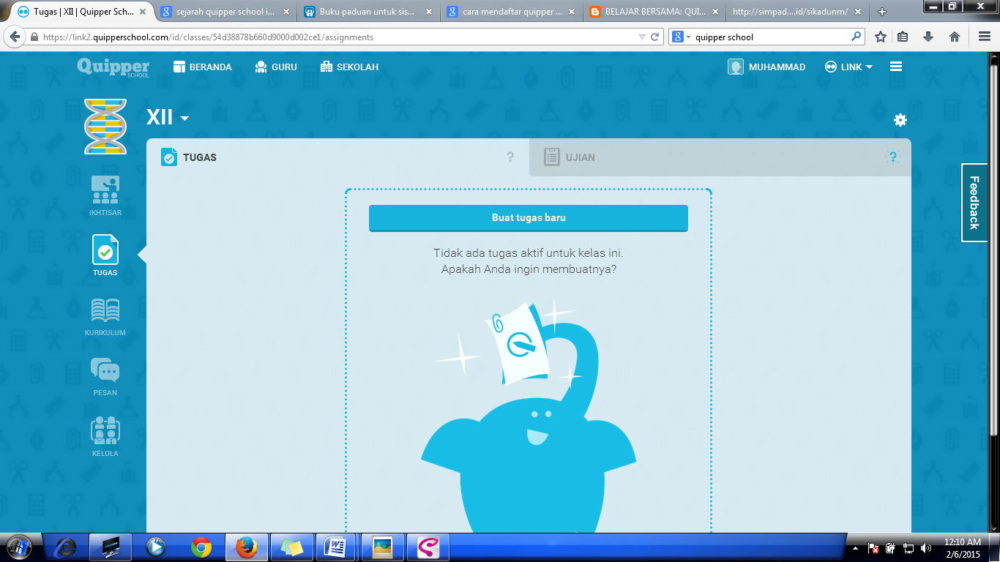 Tugas | XII | Quipper Sch...
sejarah quipper school i...
Buku paduan untuk sis...
cara mendaftar quipper ...
BELAJAR BERSAMA: QUI...
http://simpad....id/sikadunm/
https://link2.quipperschool.com/id/classes/54d38878b660d9000d002ce1/assignments
quipper school
Quipper SCHOOL
BERANDA
GURU
SEKOLAH
MUHAMMAD
LINK
XII
TUGAS
?
UJIAN
?
IKHTISAR
TUGAS
KURIKULUM
PESAN
KELOLA
Buat tugas baru
Tidak ada tugas aktif untuk kelas ini.
Apakah Anda ingin membuatnya?
Feedback
12:10 AM
2/6/2015